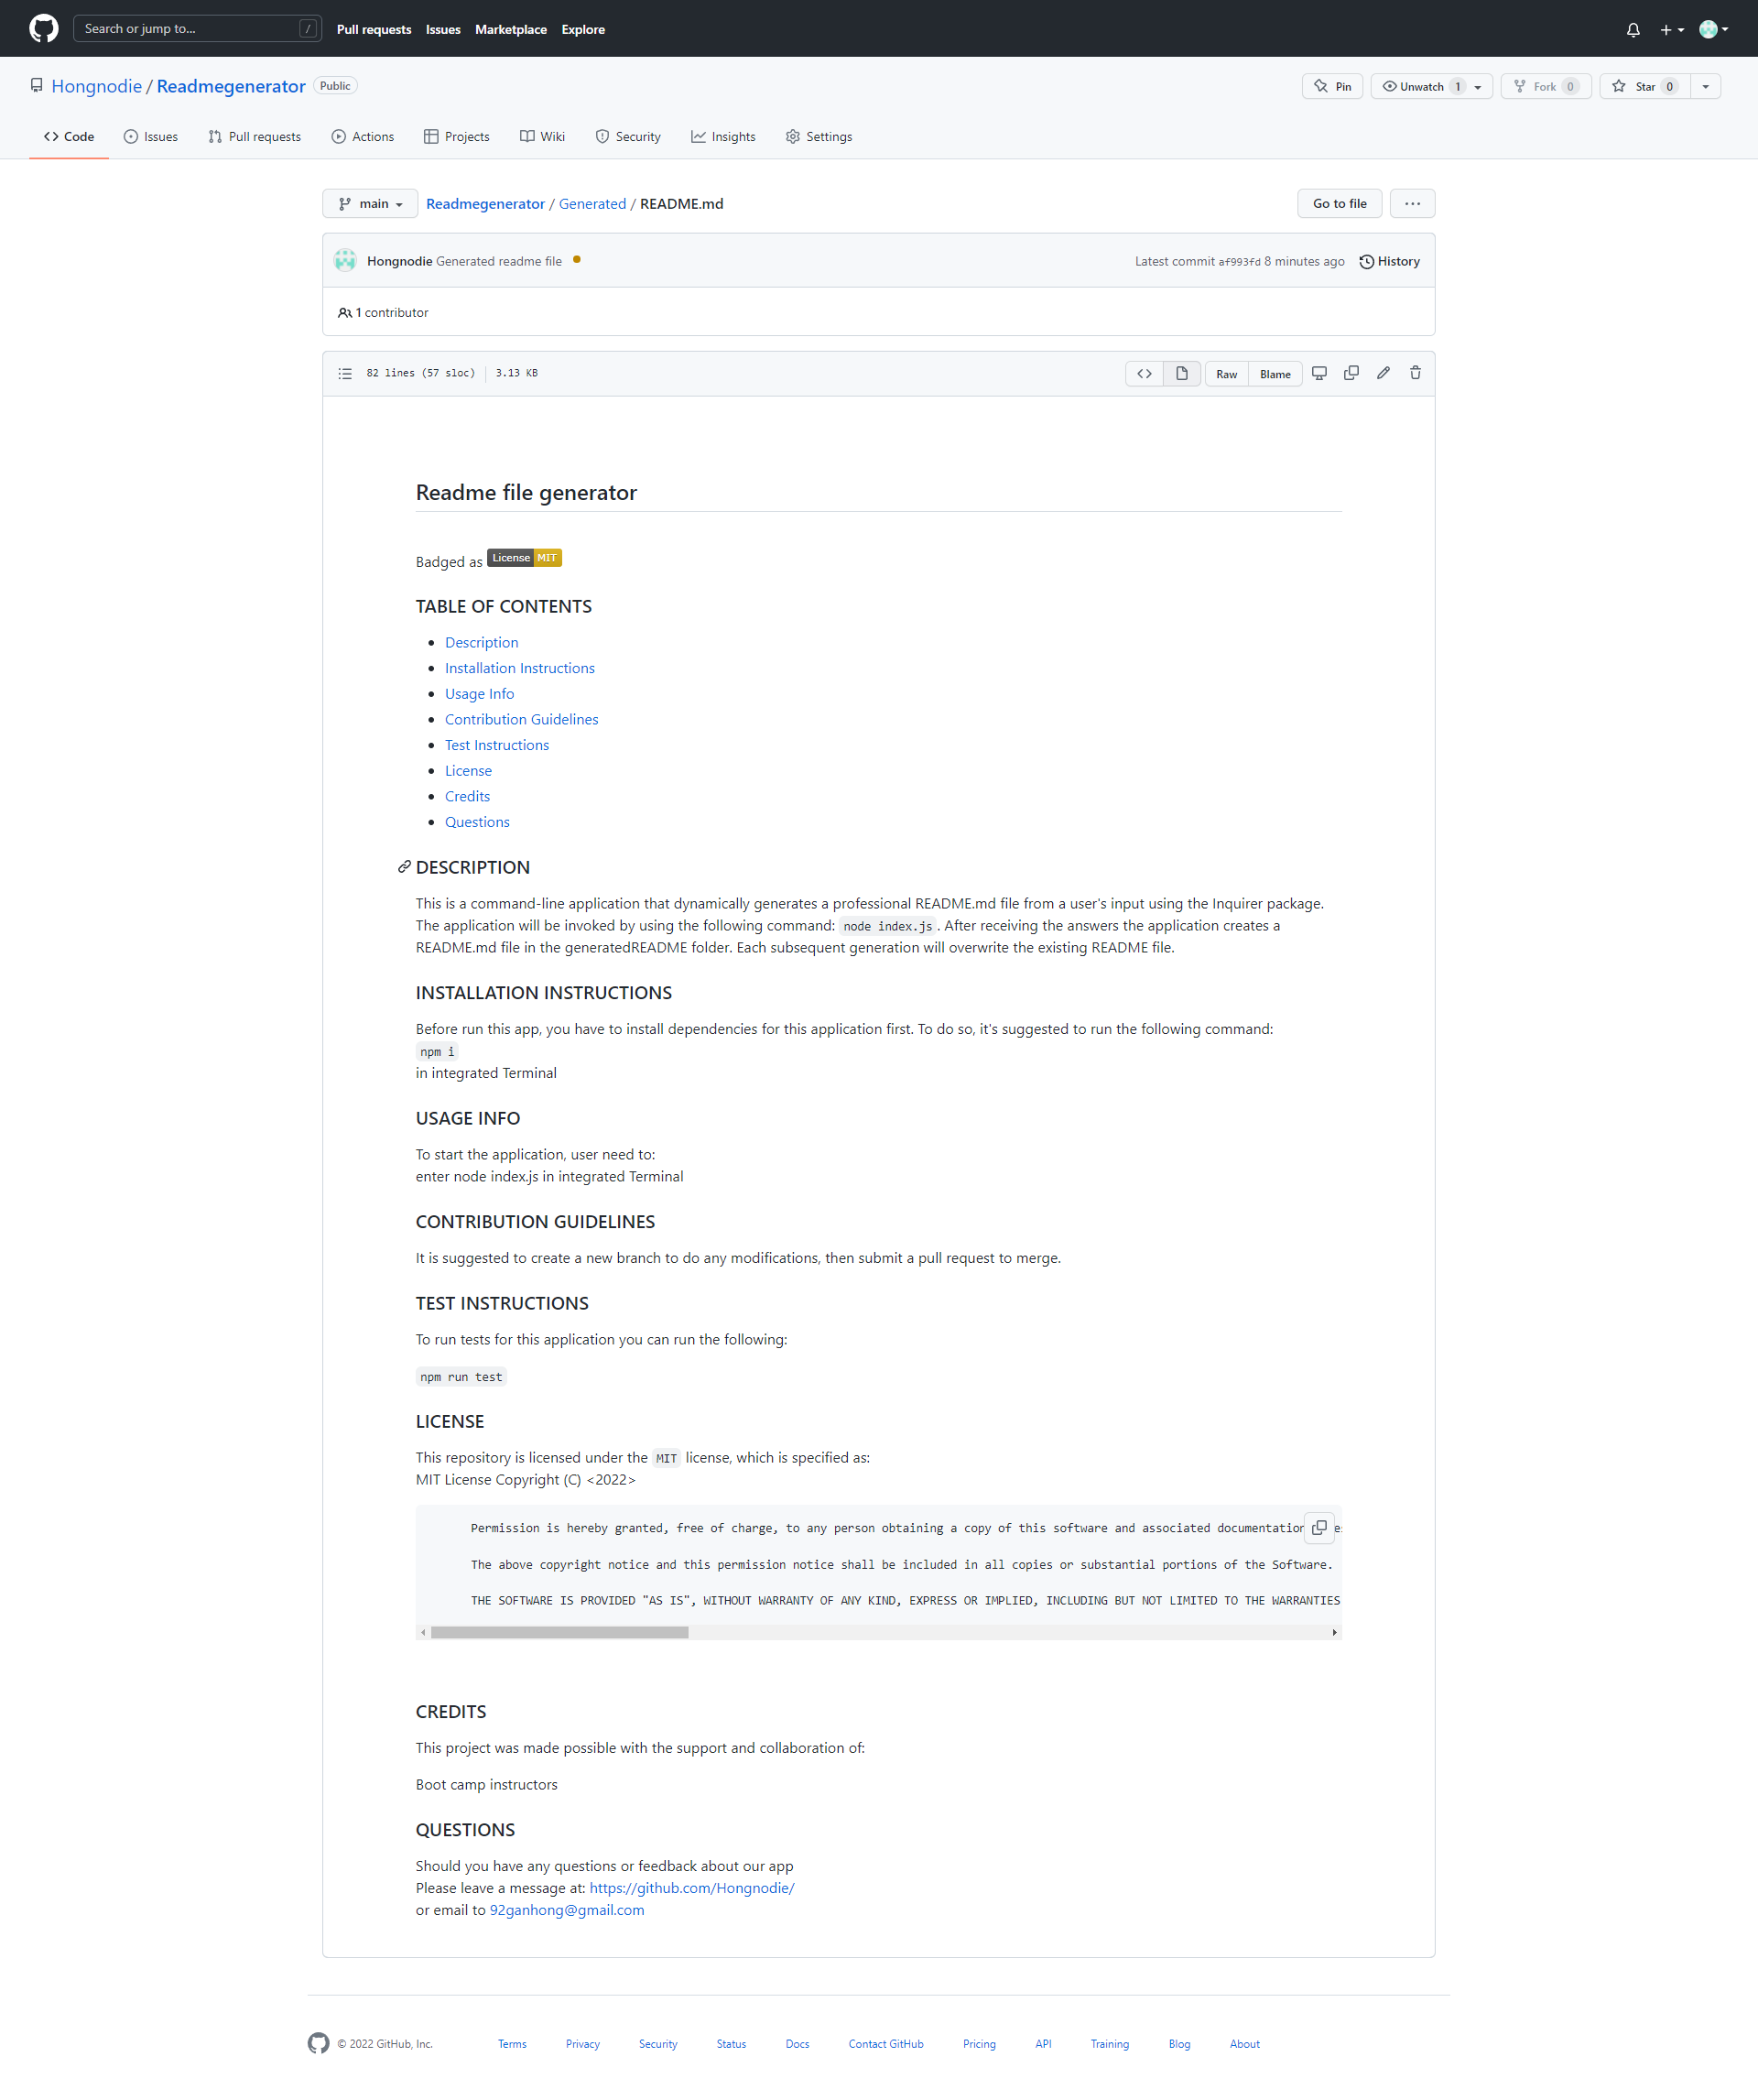 Search or jump to... / Pull requests Issues Marketplace Explore
Hongnodie / Readmegenerator Public Pin Unwatch 1 Fork 0 Star 0
Code Issues Pull requests Actions Projects Wiki Security Insights Settings
main Readmegenerator / Generated / README.md Go to file ...
Hongnodie Generated readme file Latest commit af993fd 8 minutes ago History
1 contributor
82 lines (57 sloc) 3.13 KB <> Raw Blame
Readme file generator
Badged as License MIT
TABLE OF CONTENTS
Description
Installation Instructions
Usage Info
Contribution Guidelines
Test Instructions
License
Credits
Questions
DESCRIPTION
This is a command-line application that dynamically generates a professional README.md file from a user's input using the Inquirer package.
The application will be invoked by using the following command: node index.js. After receiving the answers the application creates a
README.md file in the generatedREADME folder. Each subsequent generation will overwrite the existing README file.
INSTALLATION INSTRUCTIONS
Before run this app, you have to install dependencies for this application first. To do so, it's suggested to run the following command:
npm i
in integrated Terminal
USAGE INFO
To start the application, user need to:
enter node index.js in integrated Terminal
CONTRIBUTION GUIDELINES
It is suggested to create a new branch to do any modifications, then submit a pull request to merge.
TEST INSTRUCTIONS
To run tests for this application you can run the following:
npm run test
LICENSE
This repository is licensed under the MIT license, which is specified as:
MIT License Copyright (C) <2022>
Permission is hereby granted, free of charge, to any person obtaining a copy of this software and associated documentation
The above copyright notice and this permission notice shall be included in all copies or substantial portions of the Software.
THE SOFTWARE IS PROVIDED "AS IS", WITHOUT WARRANTY OF ANY KIND, EXPRESS OR IMPLIED, INCLUDING BUT NOT LIMITED TO THE WARRANTIES
CREDITS
This project was made possible with the support and collaboration of:
Boot camp instructors
QUESTIONS
Should you have any questions or feedback about our app
Please leave a message at: https://github.com/Hongnodie/
or email to 92ganhong@gmail.com
© 2022 GitHub, Inc. Terms Privacy Security Status Docs Contact GitHub Pricing API Training Blog About